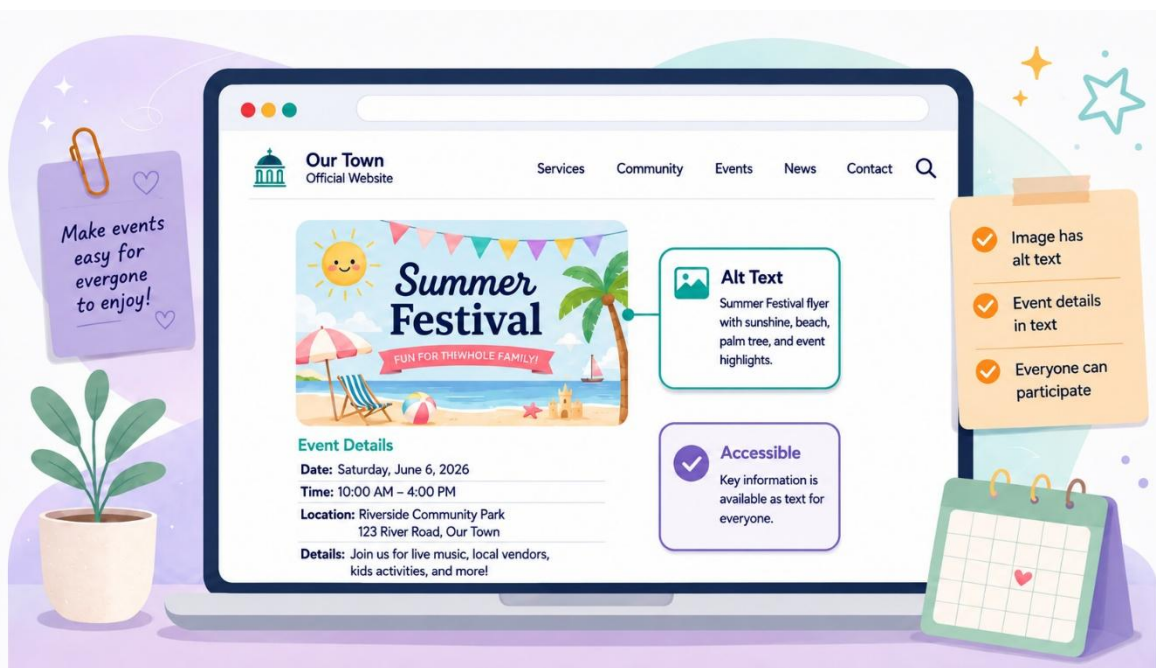 Our Town
Official Website
Services
Community
Events
News
Contact
Make events
easy for
evergone
to enjoy!
Summer
Festival
FUN FOR THIWHOLE FAMILY!
Alt Text
Summer Festival flyer
with sunshine, beach,
palm tree, and event
highlights.
Event Details
Date: Saturday, June 6, 2026
Time: 10:00 AM – 4:00 PM
Location: Riverside Community Park
123 River Road, Our Town
Details: Join us for live music, local vendors,
kids activities, and more!
Accessible
Key information is
available as text for
everyone.
Image has
alt text
Event details
in text
Everyone can
participate